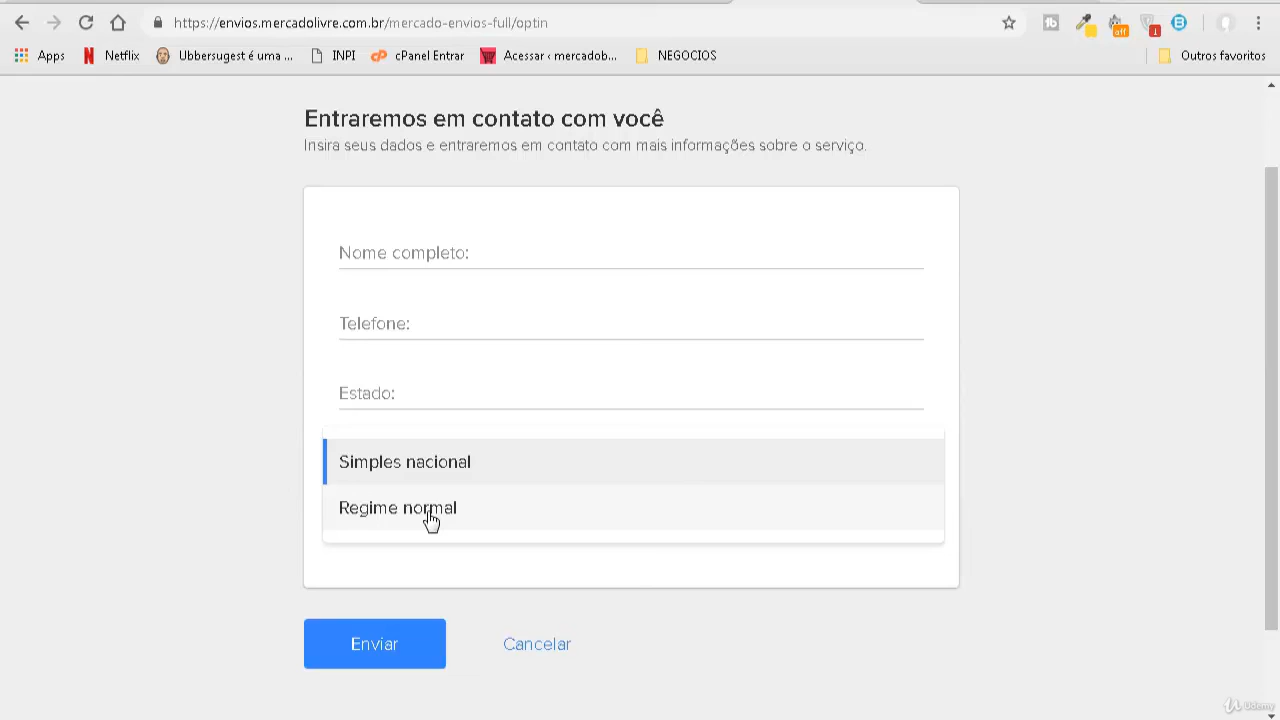 https://envios.mercadolivre.com.br/mercado-envios-full/optin
Apps Netflix Ubbersugest é uma ... INPI cPanel Entrar Acessar ‹ mercadob... NEGOCIOS Outros favoritos
Entraremos em contato com você
Insira seus dados e entraremos em contato com mais informações sobre o serviço.
Nome completo:
Telefone:
Estado:
Simples nacional
Regime normal
Enviar Cancelar
Udemy